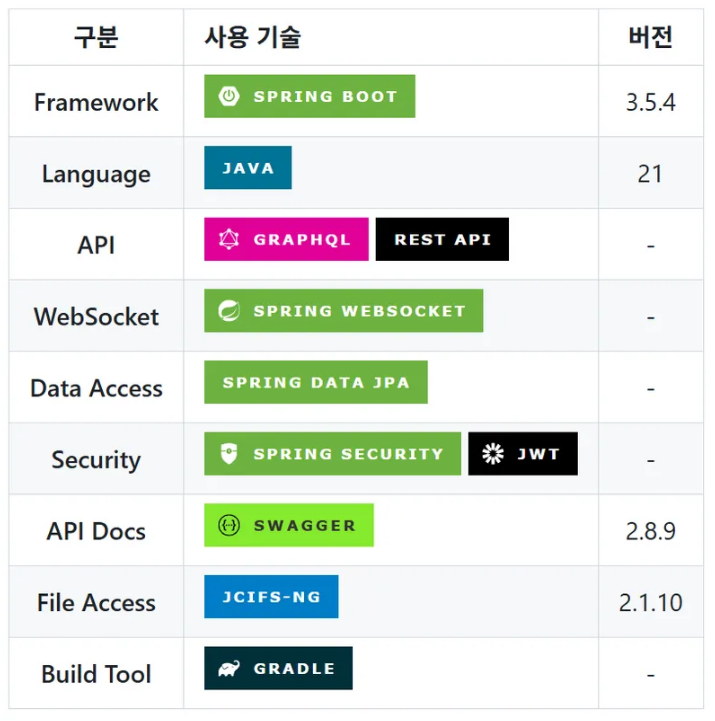 구분 사용 기술 버전
Framework SPRING BOOT 3.5.4
Language JAVA 21
API GRAPHQL REST API -
WebSocket SPRING WEBSOCKET -
Data Access SPRING DATA JPA -
Security SPRING SECURITY JWT -
API Docs SWAGGER 2.8.9
File Access JCIFS-NG 2.1.10
Build Tool GRADLE -